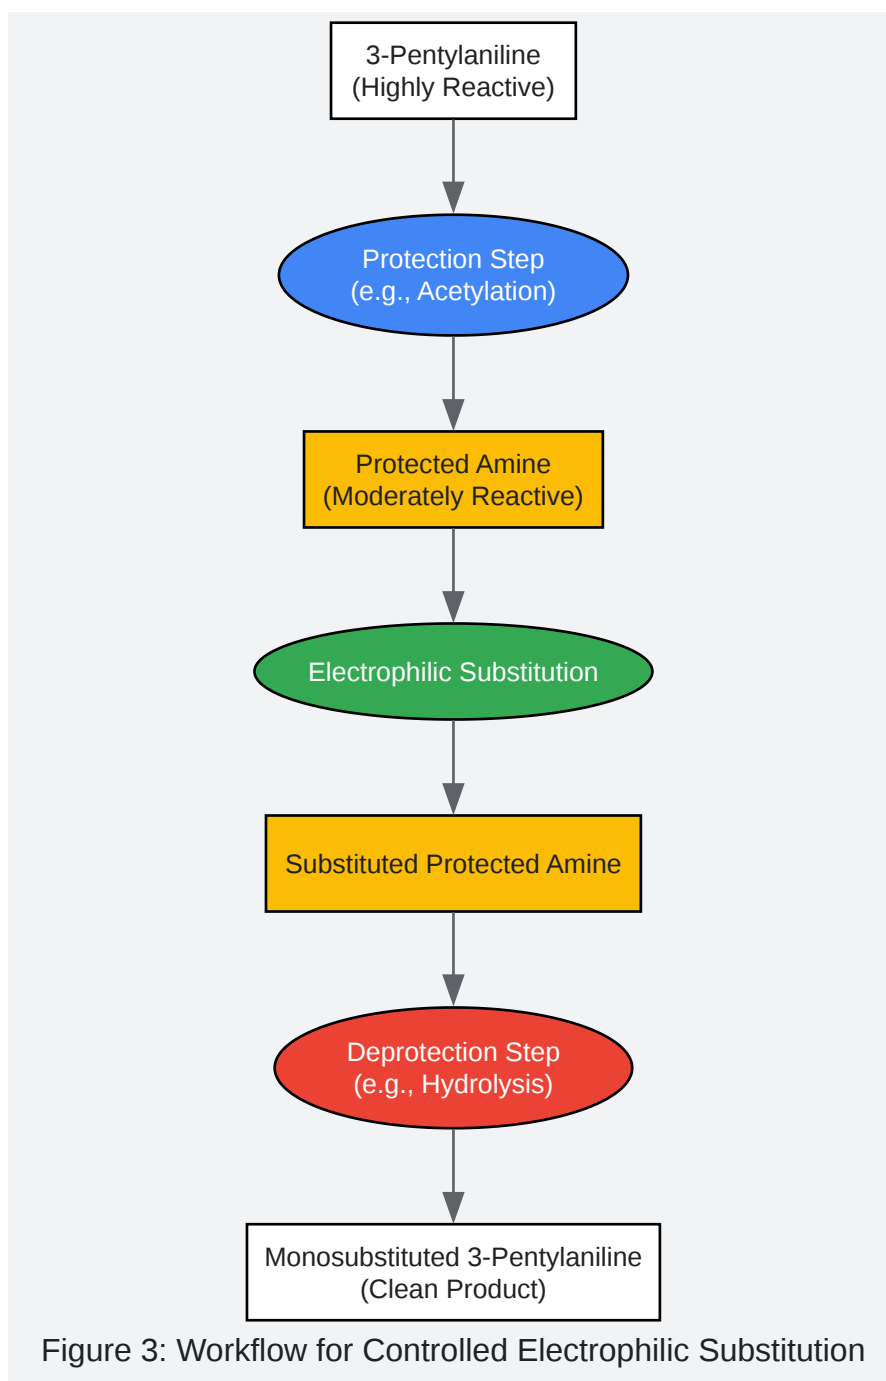 3-Pentylaniline
(Highly Reactive)
Protection Step
(e.g., Acetylation)
Protected Amine
(Moderately Reactive)
Electrophilic Substitution
Substituted Protected Amine
Deprotection Step
(e.g., Hydrolysis)
Monosubstituted 3-Pentylaniline
(Clean Product)
Figure 3: Workflow for Controlled Electrophilic Substitution